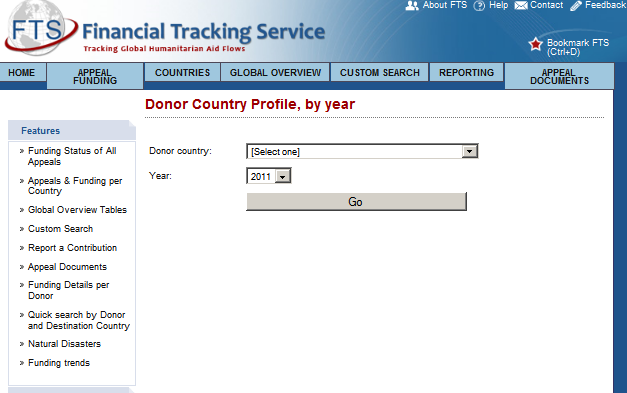 About FTS Help Contact Feedback
FTS Financial Tracking Service
Tracking Global Humanitarian Aid Flows
Bookmark FTS
(Ctrl+D)
HOME APPEAL FUNDING COUNTRIES GLOBAL OVERVIEW CUSTOM SEARCH REPORTING APPEAL DOCUMENTS
Donor Country Profile, by year
Features
» Funding Status of All
Appeals
» Appeals & Funding per
Country
» Global Overview Tables
» Custom Search
» Report a Contribution
» Appeal Documents
» Funding Details per
Donor
» Quick search by Donor
and Destination Country
» Natural Disasters
» Funding trends
Donor country: [Select one]
Year: 2011
Go